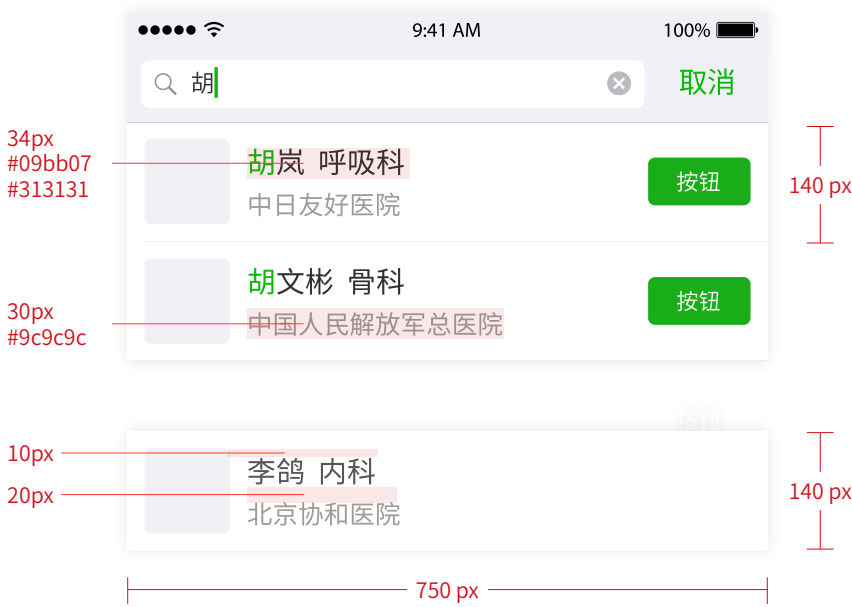 9:41 AM 100%
胡 取消
34px
#09bb07
#313131
胡岚 呼吸科
中日友好医院
按钮
140 px
胡文彬 骨科
中国人民解放军总医院
按钮
30px
#9c9c9c
按钮
10px
20px
李鸽 内科
北京协和医院
140 px
750 px